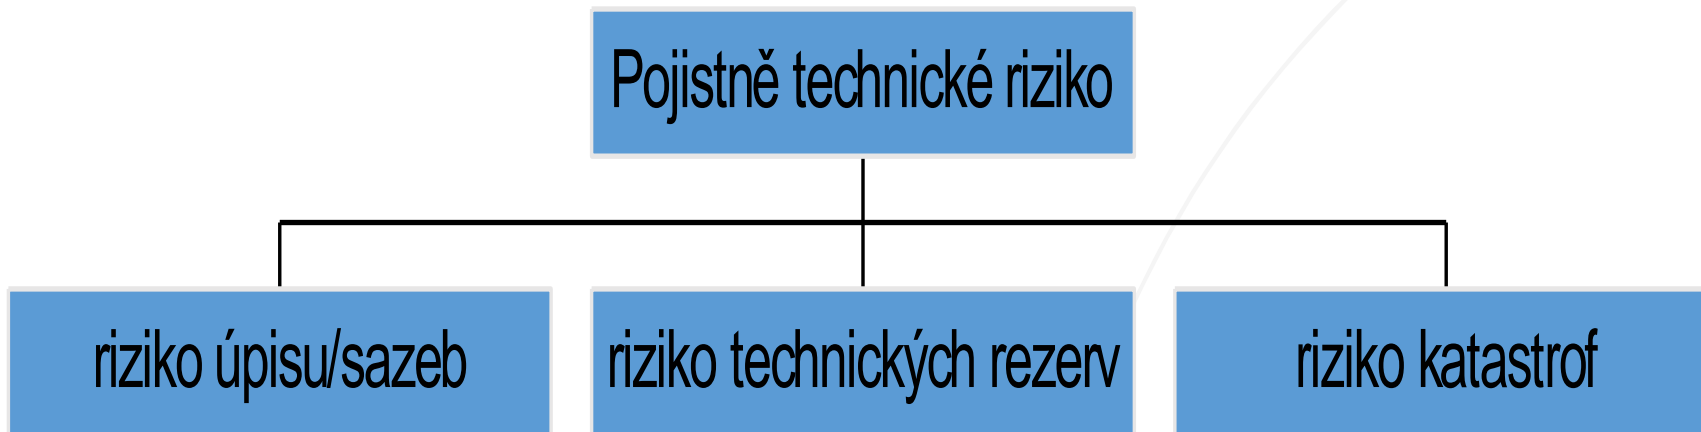 Pojistně technické riziko
riziko úpisu/sazeb
riziko technických rezerv
riziko katastrof